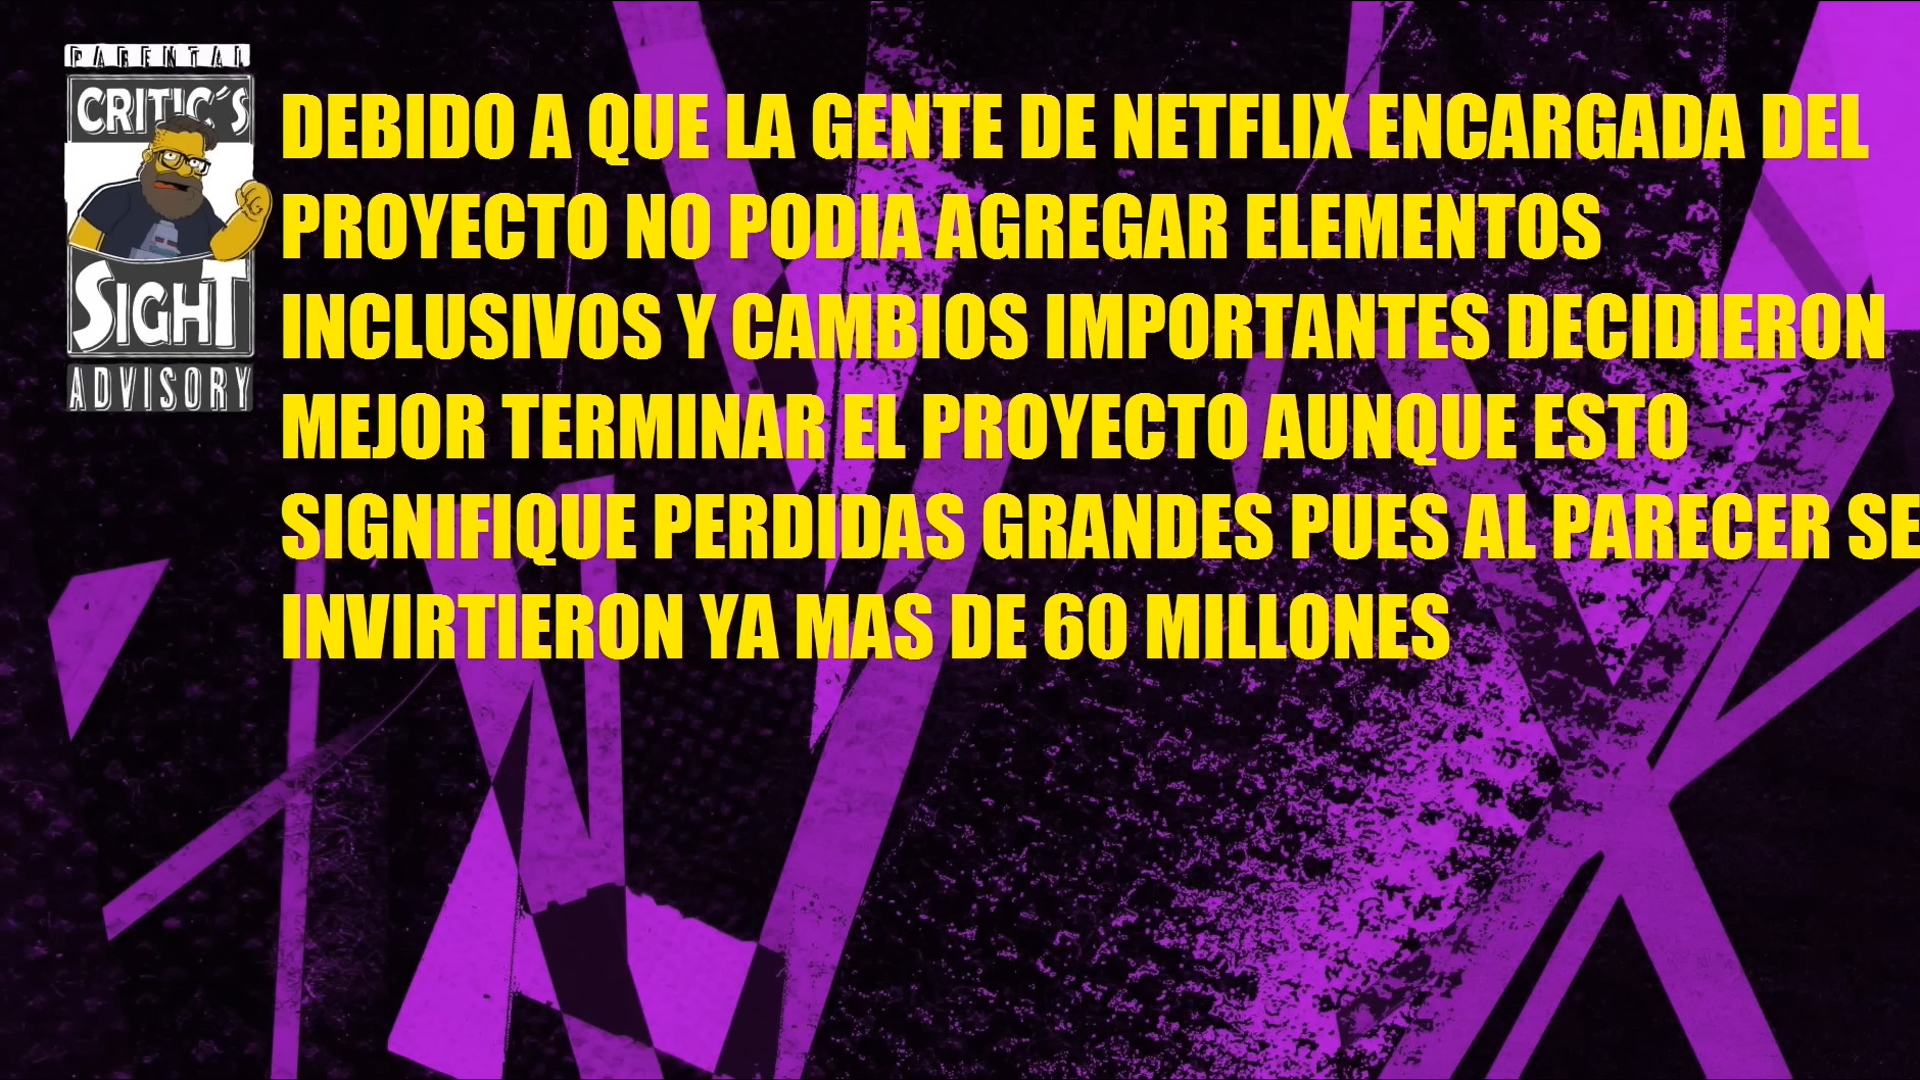 PARENTAL
CRITIC´S
SIGHT
ADVISORY
DEBIDO A QUE LA GENTE DE NETFLIX ENCARGADA DEL
PROYECTO NO PODIA AGREGAR ELEMENTOS
INCLUSIVOS Y CAMBIOS IMPORTANTES DECIDIERON
MEJOR TERMINAR EL PROYECTO AUNQUE ESTO
SIGNIFIQUE PERDIDAS GRANDES PUES AL PARECER SE
INVIRTIERON YA MAS DE 60 MILLONES